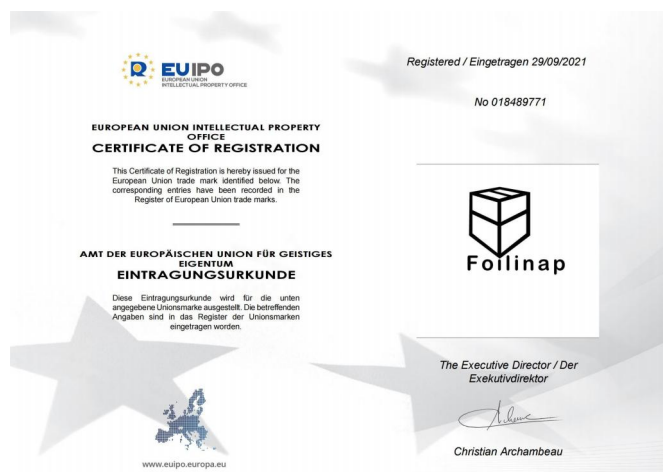 EUIPO
EUROPEAN UNION
INTELLECTUAL PROPERTY OFFICE
EUROPEAN UNION INTELLECTUAL PROPERTY
OFFICE
CERTIFICATE OF REGISTRATION
This Certificate of Registration is hereby issued for the
European Union trade mark identified below. The
corresponding entries have been recorded in the
Register of European Union trade marks.
AMT DER EUROPÄISCHEN UNION FÜR GEISTIGES
EIGENTUM
EINTRAGUNGSURKUNDE
Diese Eintragungsurkunde wird für die unten
angegebene Unionsmarke ausgestellt. Die betreffenden
Angaben sind in das Register der Unionsmarken
eingetragen worden.
www.euipo.europa.eu
Registered / Eingetragen 29/09/2021
No 018489771
Foilinap
The Executive Director / Der
Exekutivdirektor
Christian Archambeau